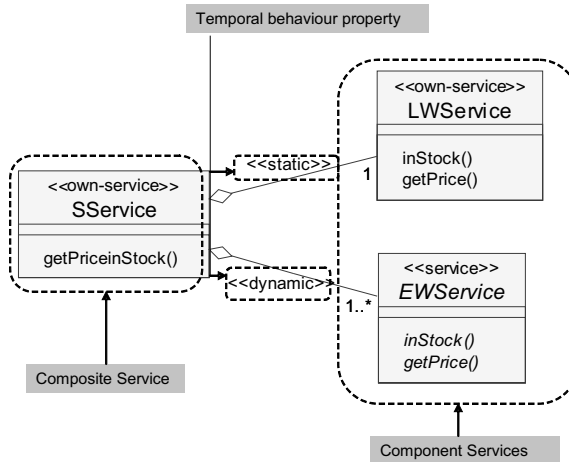 Temporal behaviour property
<<own-service>>
LWService
inStock()
getPrice()
<<static>>
1
<<own-service>>
SService
getPriceinStock()
<<dynamic>>
1..*
<<service>>
EWService
inStock()
getPrice()
Composite Service
Component Services